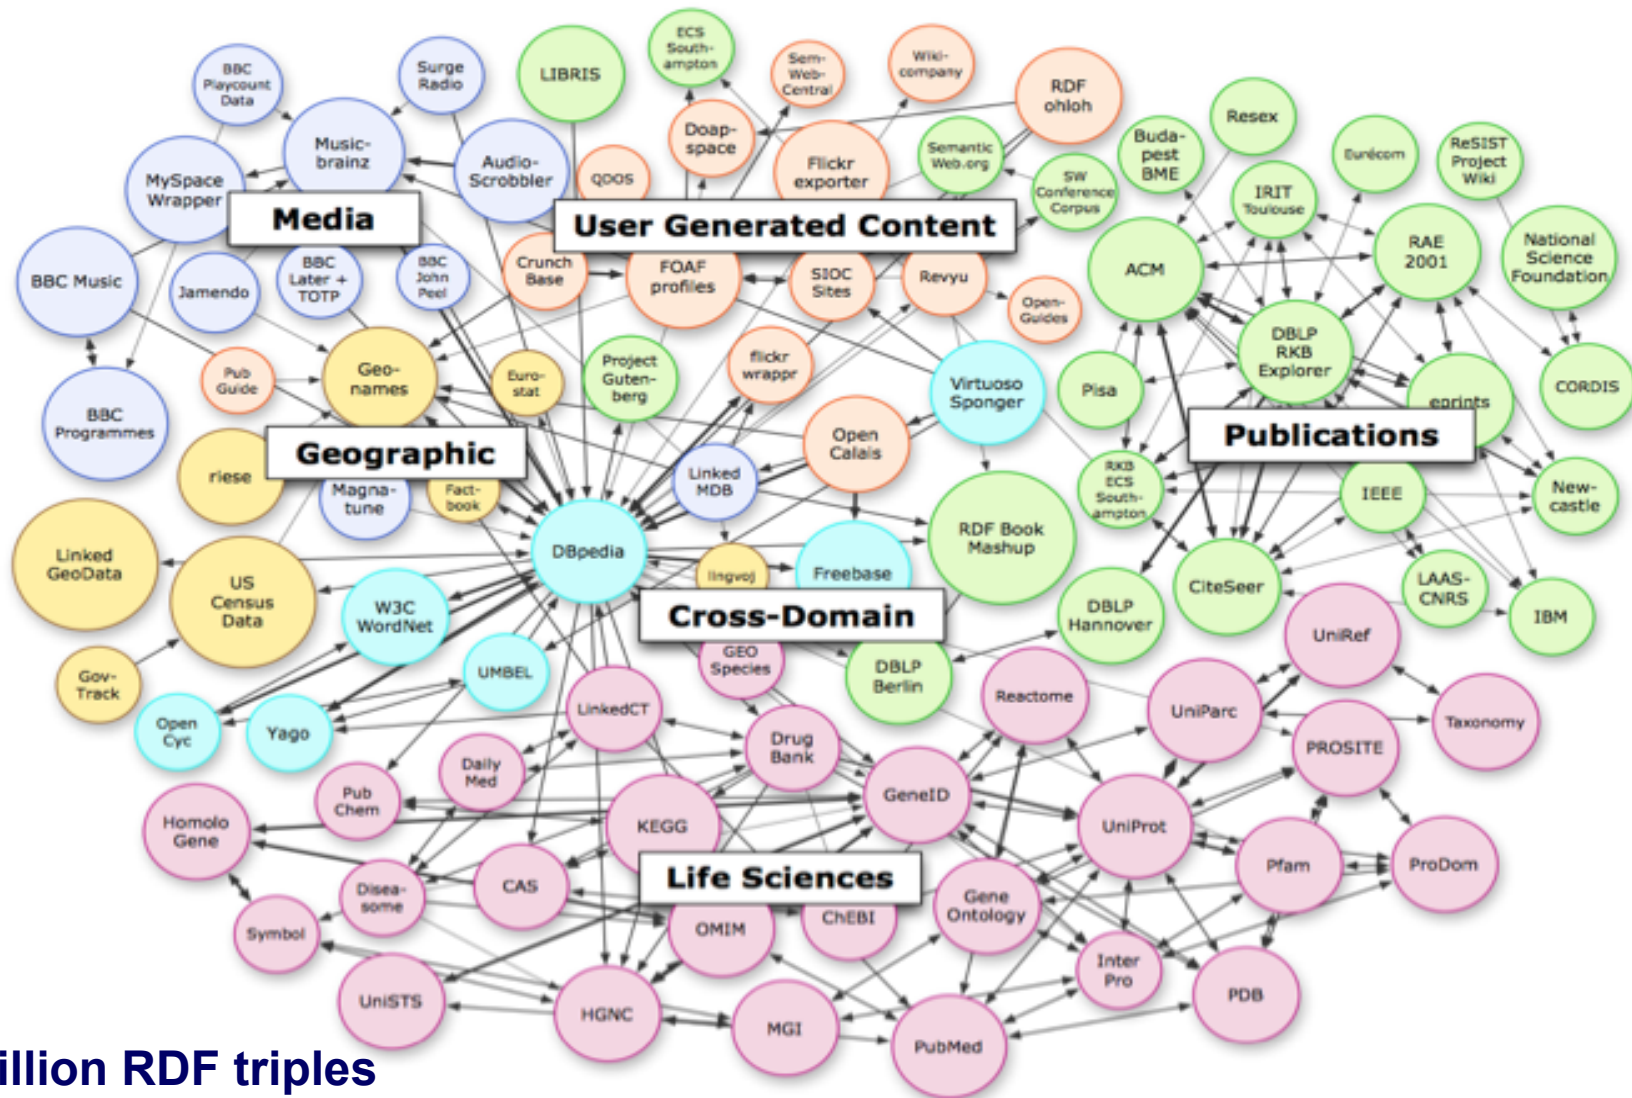 BBC
Playcount
Data
Surge
Radio
LIBRIS
ECS
South-
ampton
Sem-
Web-
Central
Wiki-
company
RDF
ohloh
Music-
brainz
Audio-
Scrobbler
MySpace
Wrapper
QDOS
Doap-
space
Flickr
exporter
Semantic
Web.org
SW
Conference
Corpus
Buda-
pest
BME
Resex
Eurécom
ReSIST
Project
Wiki
IRIT
Toulouse
Media
User Generated Content
BBC Music
Jamendo
BBC
Later +
TOTP
BBC
John
Peel
Crunch
Base
FOAF
profiles
SIOC
Sites
Revyu
Open-
Guides
ACM
RAE
2001
National
Science
Foundation
DBLP
RKB
Explorer
Pub
Guide
Geo-
names
Euro-
stat
Project
Guten-
berg
flickr
wrappr
Virtuoso
Sponger
Pisa
eprints
CORDIS
BBC
Programmes
Geographic
Open
Calais
Publications
riese
Magna-
tune
Fact-
book
Linked
MDB
RKB
ECS
South-
ampton
IEEE
New-
castle
Linked
GeoData
US
Census
Data
DBpedia
lingvoj
Freebase
RDF Book
Mashup
CiteSeer
LAAS-
CNRS
IBM
W3C
WordNet
Cross-Domain
DBLP
Hannover
UniRef
Gov-
Track
UMBEL
GEO
Species
DBLP
Berlin
Open
Cyc
Yago
LinkedCT
Reactome
UniParc
Taxonomy
Drug
Bank
PROSITE
Daily
Med
Pub
Chem
GeneID
Homolo
Gene
KEGG
UniProt
Life Sciences
Disea-
some
CAS
Gene
Ontology
Pfam
ProDom
Symbol
OMIM
ChEBI
Inter
Pro
UniSTS
HGNC
MGI
PubMed
PDB
illion RDF triples